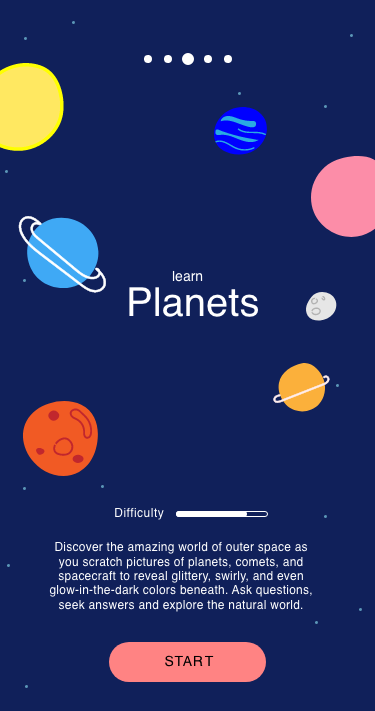 learn
Planets
Difficulty
Discover the amazing world of outer space as
you scratch pictures of planets, comets, and
spacecraft to reveal glittery, swirly, and even
glow-in-the-dark colors beneath. Ask questions,
seek answers and explore the natural world.
START